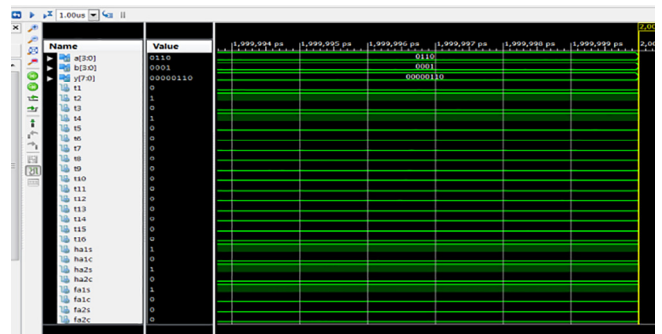 1.00us
2,00
Name Value
1,999,994 ps 1,999,995 ps 1,999,996 ps 1,999,997 ps 1,999,998 ps 1,999,999 ps 2,00
a[3:0] 0110 0110
b[3:0] 0001 0001
y[7:0] 00000110 00000110
t1 0
t2 1
t3 0
t4 1
t5 0
t6 0
t7 0
t8 0
t9 0
t10 0
t11 0
t12 0
t13 0
t14 0
t15 0
t16 0
ha1s 1
ha1c 0
ha2s 1
ha2c 0
fa1s 1
fa1c 0
fa2s 0
fa2c 0